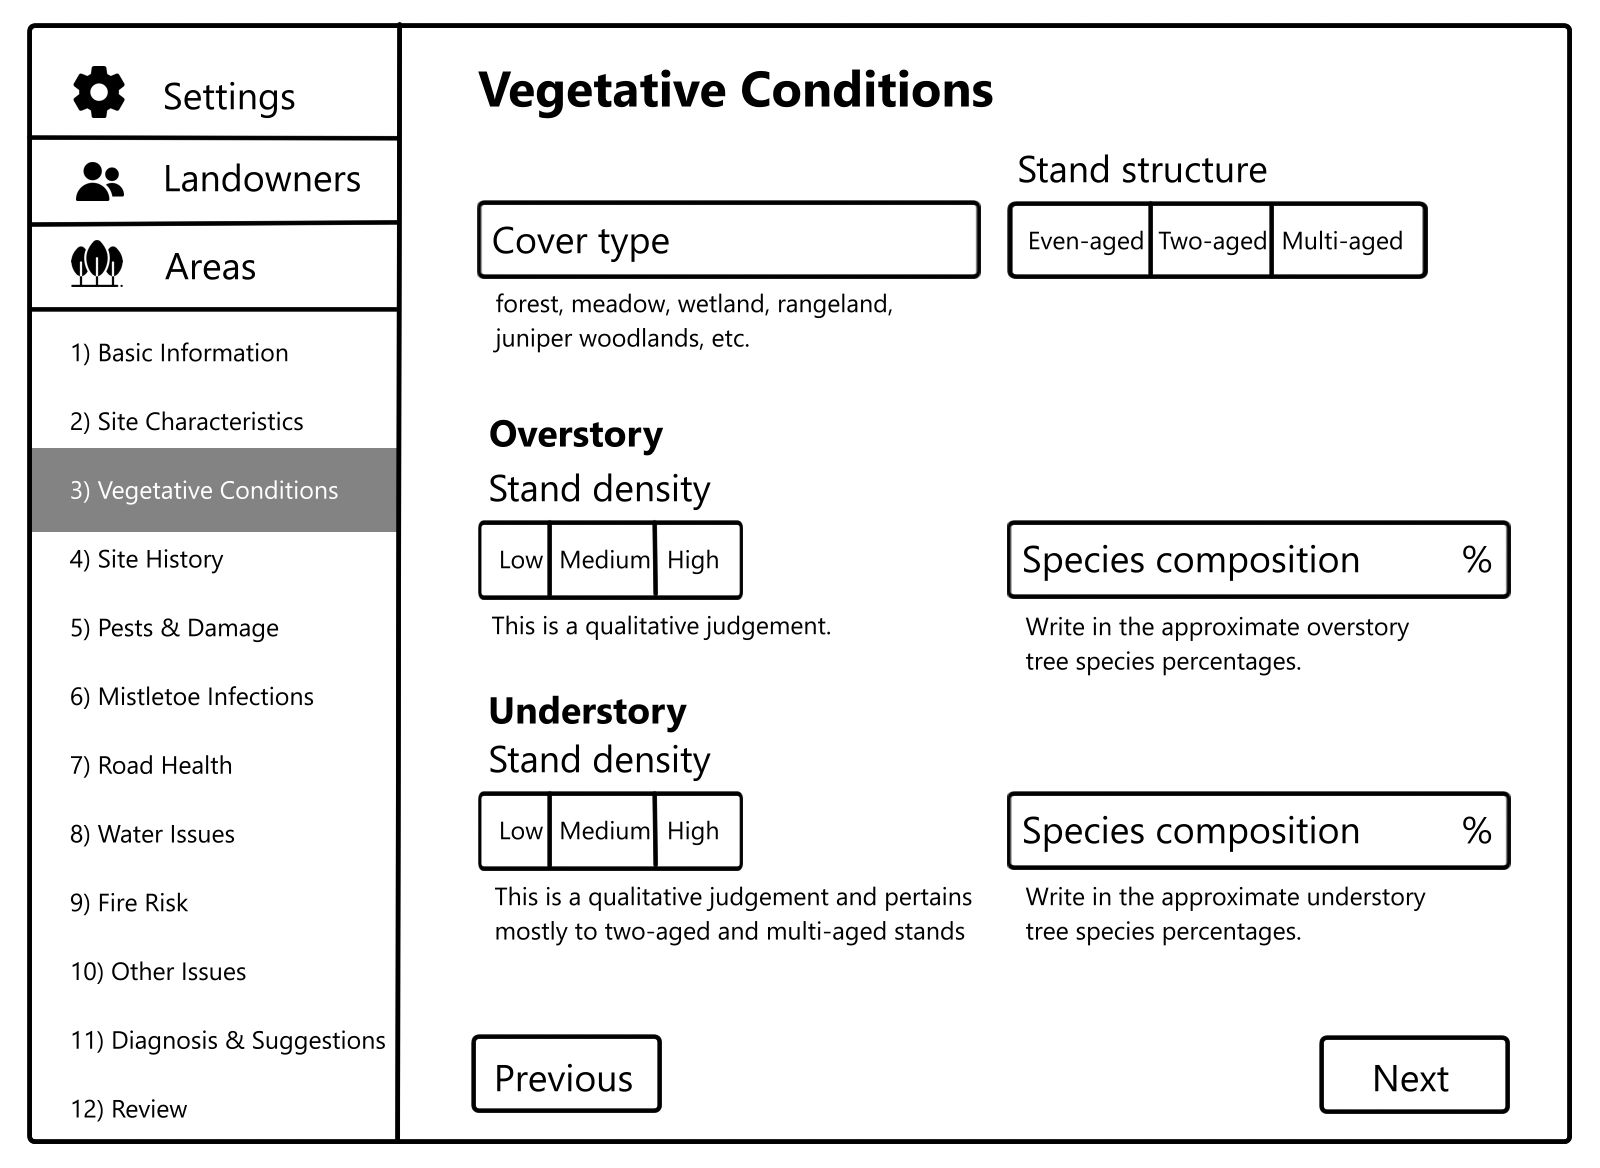 Settings
Landowners
Areas
1) Basic Information
2) Site Characteristics
3) Vegetative Conditions
4) Site History
5) Pests & Damage
6) Mistletoe Infections
7) Road Health
8) Water Issues
9) Fire Risk
10) Other Issues
11) Diagnosis & Suggestions
12) Review
Vegetative Conditions
Cover type
forest, meadow, wetland, rangeland,
juniper woodlands, etc.
Stand structure
Even-aged Two-aged Multi-aged
Overstory
Stand density
Low Medium High
This is a qualitative judgement.
Species composition %
Write in the approximate overstory
tree species percentages.
Understory
Stand density
Low Medium High
This is a qualitative judgement and pertains
mostly to two-aged and multi-aged stands
Species composition %
Write in the approximate understory
tree species percentages.
Previous
Next